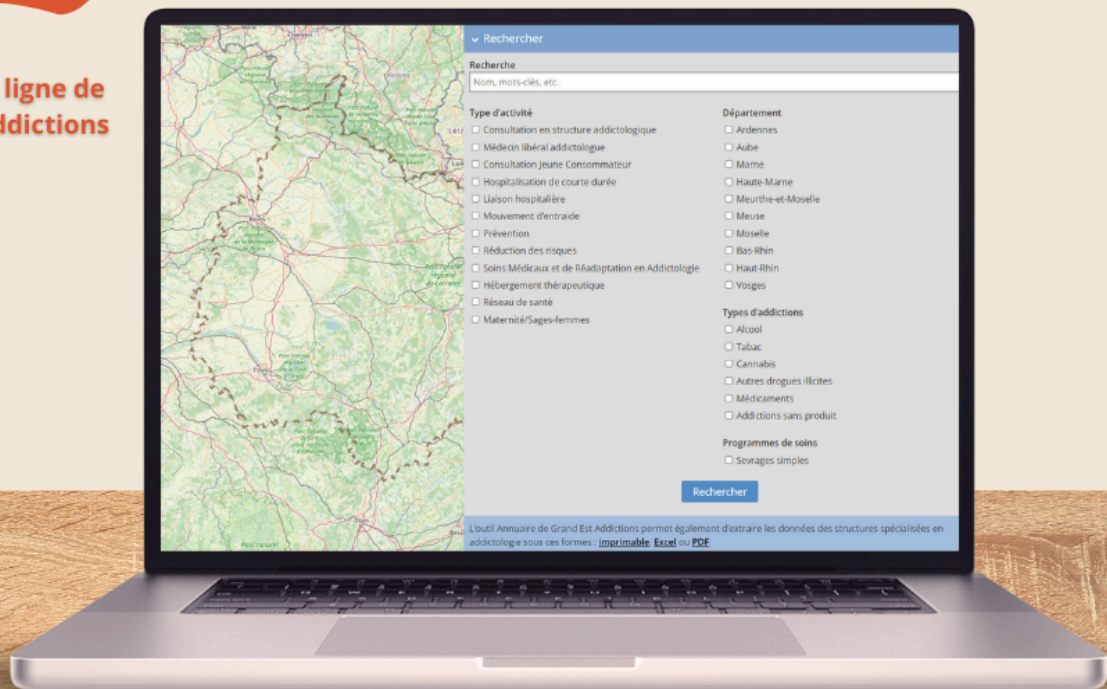 ligne de
ddictions
Rechercher
Recherche
Nom, mots-clés, etc.
Type d'activité
Consultation en structure addictologique
Médecin libéral addictologue
Consultation Jeune Consommateur
Hospitalisation de courte durée
Liaison hospitalière
Mouvement d'entraide
Prévention
Réduction des risques
Soins Médicaux et de Réadaptation en Addictologie
Hébergement thérapeutique
Réseau de santé
Maternité/Sages-femmes
Département
Ardennes
Aube
Marne
Haute-Marne
Meurthe-et-Moselle
Meuse
Moselle
Bas-Rhin
Haut-Rhin
Vosges
Types d'addictions
Alcool
Tabac
Cannabis
Autres drogues illicites
Médicaments
Addictions sans produit
Programmes de soins
Sevrages simples
Rechercher
L'outil Annuaire de Grand Est Addictions permet également d'extraire les données des structures spécialisées en
addictologie sous ces formes : imprimable, Excel ou PDF